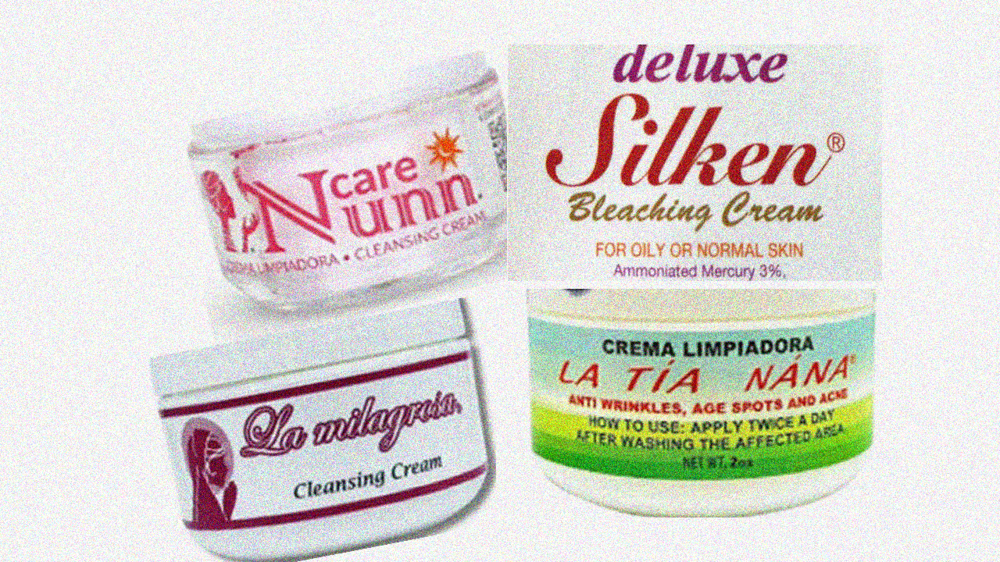 care
Nunn.
CREMA LIMPIADORA • CLEANSING CREAM
deluxe
Silken®
Bleaching Cream
FOR OILY OR NORMAL SKIN
Ammoniated Mercury 3%.
La milagrosa
Cleansing Cream
CREMA LIMPIADORA
LA TÍA NÁNA®
ANTI WRINKLES, AGE SPOTS AND ACNE
HOW TO USE: APPLY TWICE A DAY
AFTER WASHING THE AFFECTED AREA
NET WT. 2oz